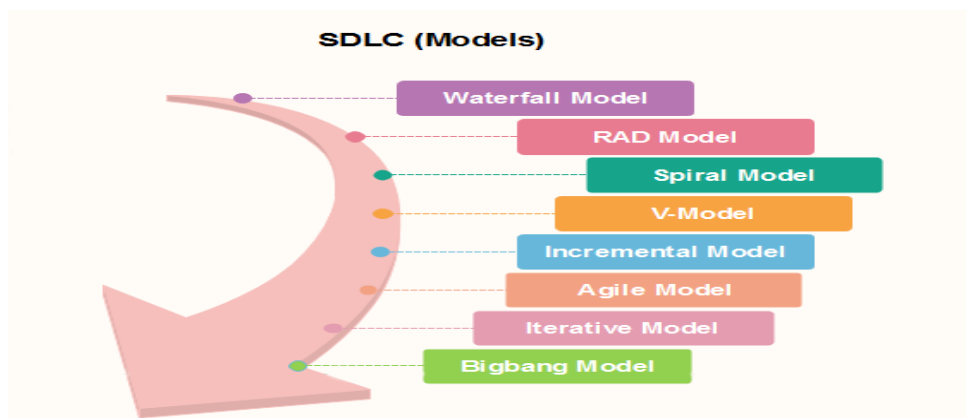 SDLC (Models)
Waterfall Model
RAD Model
Spiral Model
V-Model
Incremental Model
Agile Model
Iterative Model
Bigbang Model